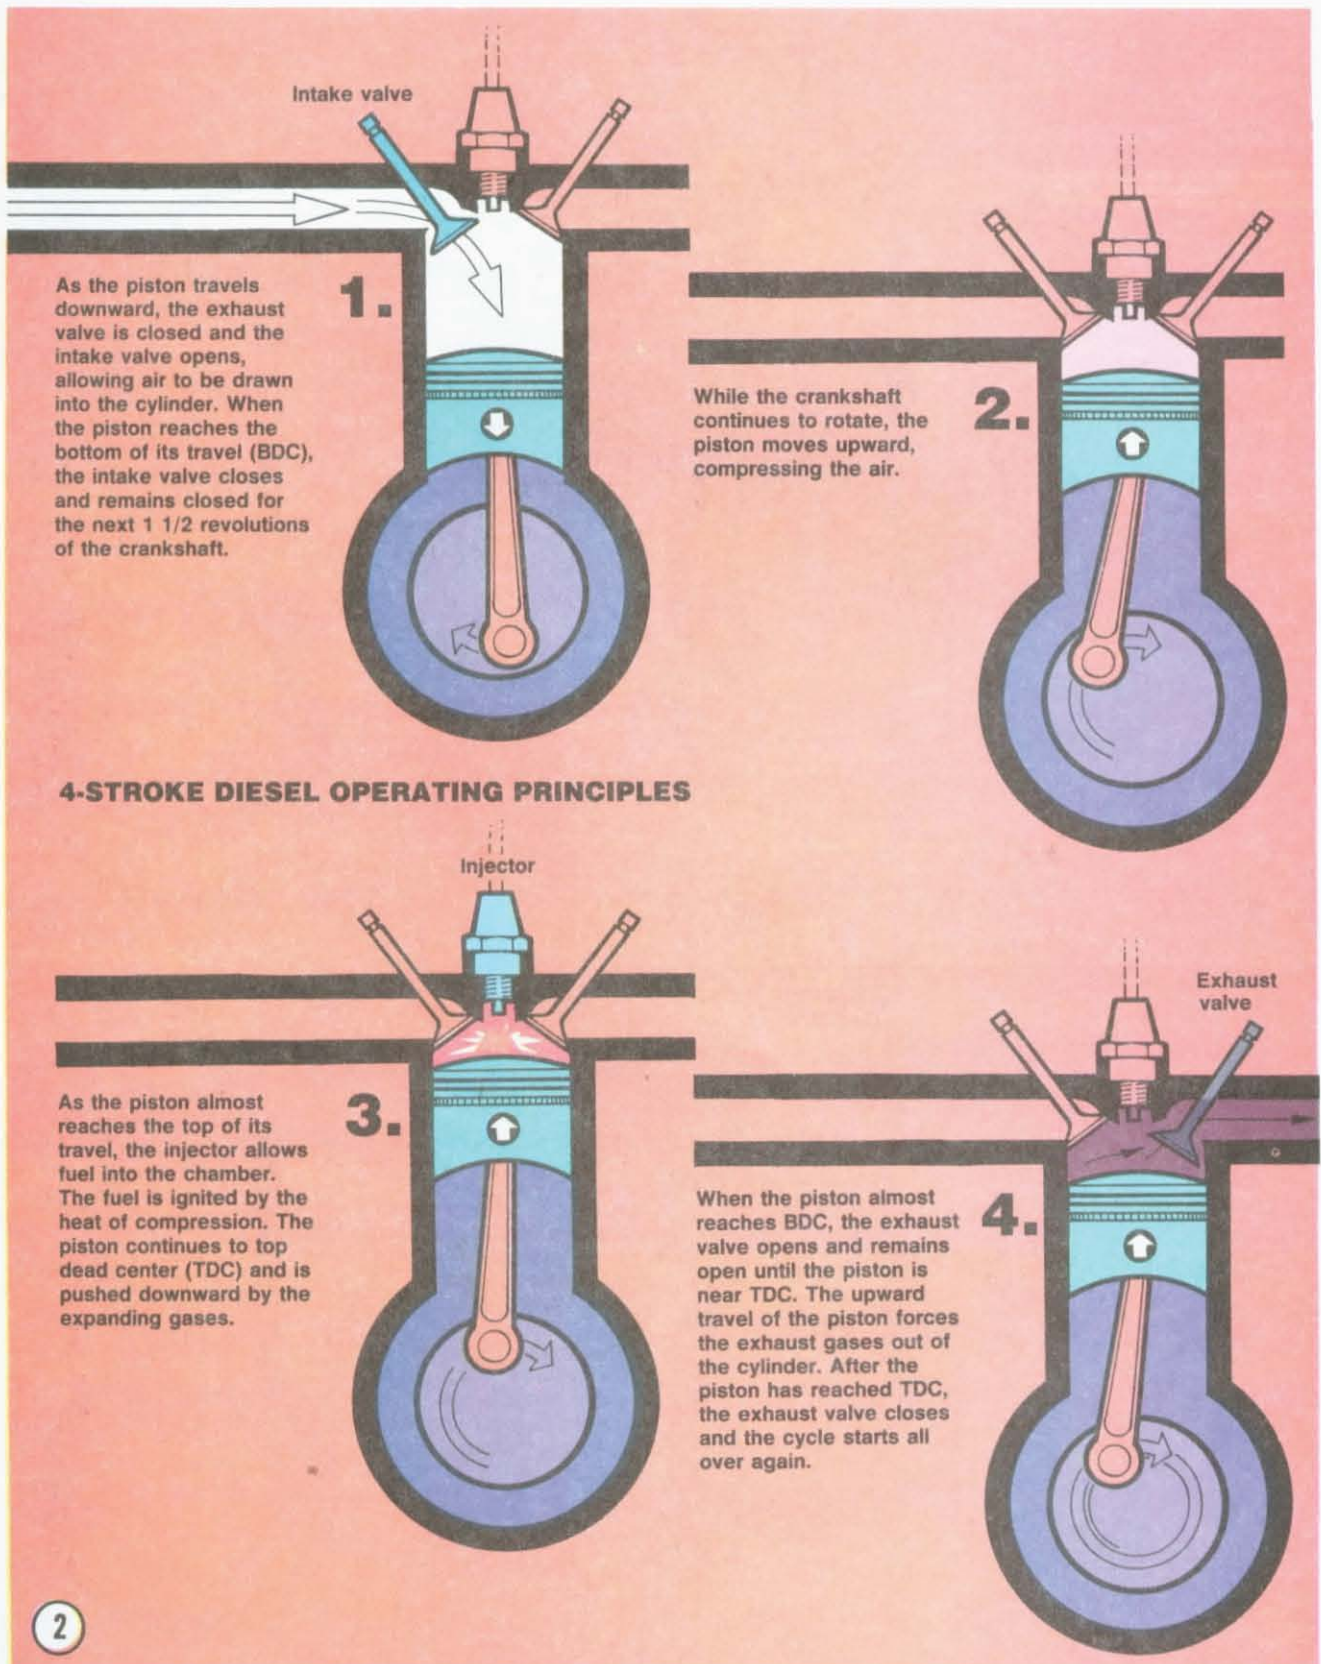 Intake valve
1.
As the piston travels
downward, the exhaust
valve is closed and the
intake valve opens,
allowing air to be drawn
into the cylinder. When
the piston reaches the
bottom of its travel (BDC),
the intake valve closes
and remains closed for
the next 1 1/2 revolutions
of the crankshaft.
2.
While the crankshaft
continues to rotate, the
piston moves upward,
compressing the air.
4-STROKE DIESEL OPERATING PRINCIPLES
Injector
3.
As the piston almost
reaches the top of its
travel, the injector allows
fuel into the chamber.
The fuel is ignited by the
heat of compression. The
piston continues to top
dead center (TDC) and is
pushed downward by the
expanding gases.
Exhaust
valve
4.
When the piston almost
reaches BDC, the exhaust
valve opens and remains
open until the piston is
near TDC. The upward
travel of the piston forces
the exhaust gases out of
the cylinder. After the
piston has reached TDC,
the exhaust valve closes
and the cycle starts all
over again.
2